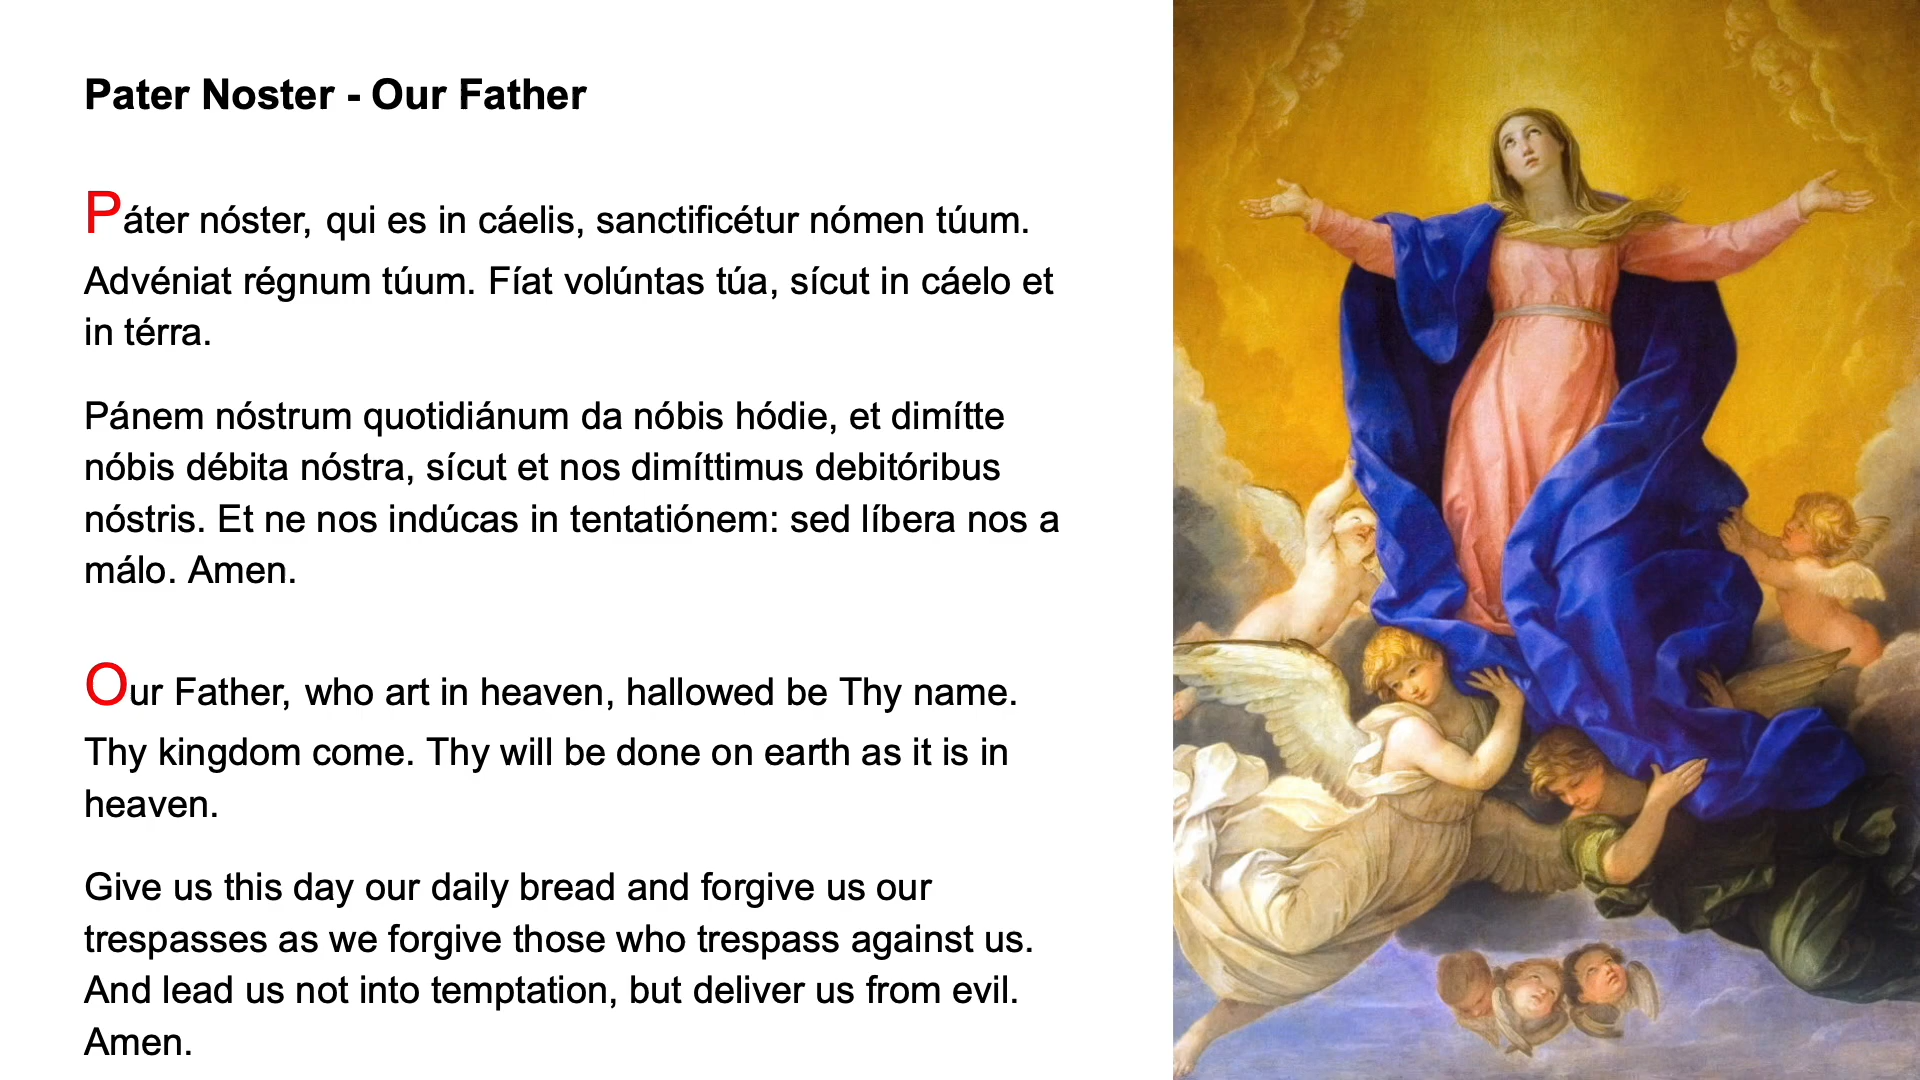 Pater Noster - Our Father
Páter nóster, qui es in cáelis, sanctificétur nómen túum.
Advéniat régnum túum. Fíat volúntas túa, sícut in cáelo et
in térra.
Pánem nóstrum quotidiánum da nóbis hódie, et dimítte
nóbis débita nóstra, sícut et nos dimíttimus debitóribus
nóstris. Et ne nos indúcas in tentatiónem: sed líbera nos a
málo. Amen.
Our Father, who art in heaven, hallowed be Thy name.
Thy kingdom come. Thy will be done on earth as it is in
heaven.
Give us this day our daily bread and forgive us our
trespasses as we forgive those who trespass against us.
And lead us not into temptation, but deliver us from evil.
Amen.